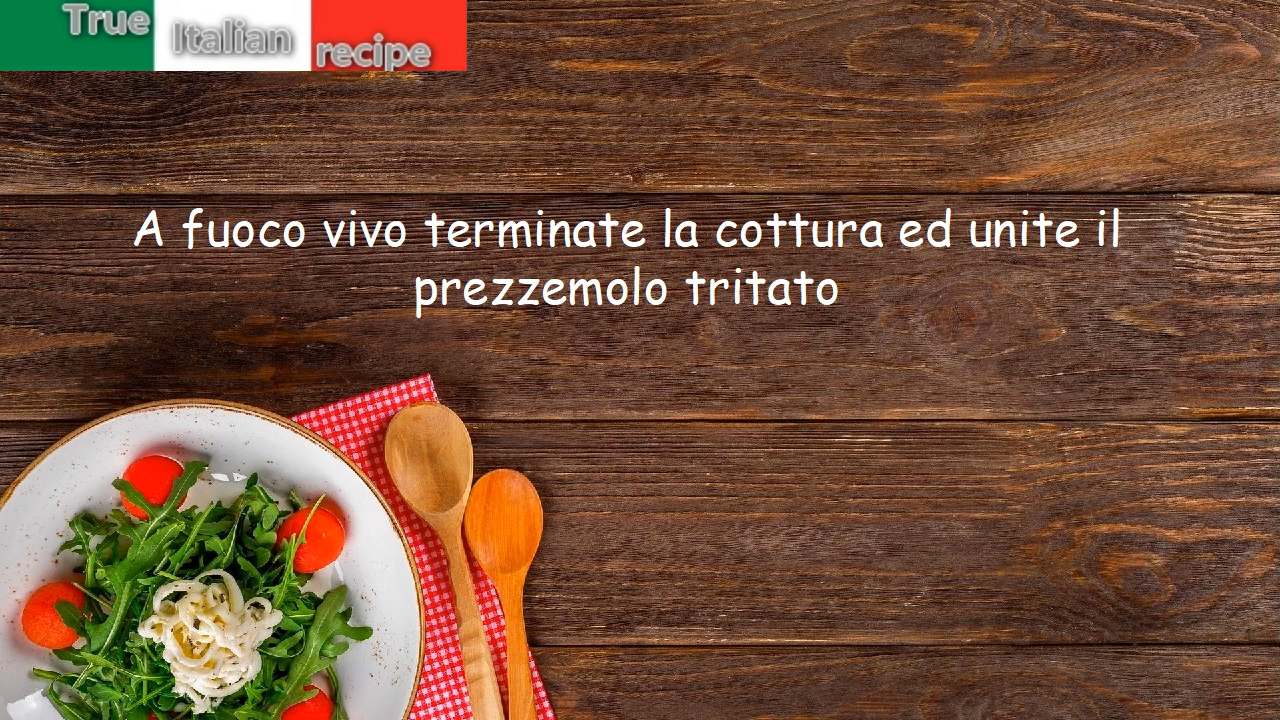 True Italian recipe
A fuoco vivo terminate la cottura ed unite il
prezzemolo tritato